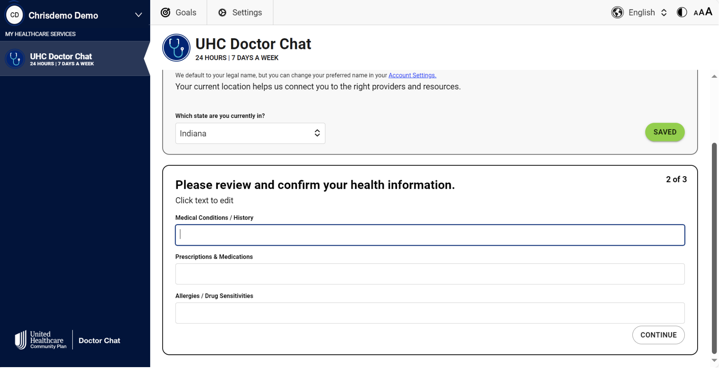 CD Chrisdemo Demo
MY HEALTHCARE SERVICES
UHC Doctor Chat
24 HOURS | 7 DAYS A WEEK
United
Healthcare
Community Plan
Doctor Chat
Goals
Settings
English
AAA
UHC Doctor Chat
24 HOURS | 7 DAYS A WEEK
We default to your legal name, but you can change your preferred name in your Account Settings.
Your current location helps us connect you to the right providers and resources.
Which state are you currently in?
Indiana
SAVED
Please review and confirm your health information.
2 of 3
Click text to edit
Medical Conditions / History
Prescriptions & Medications
Allergies / Drug Sensitivities
CONTINUE